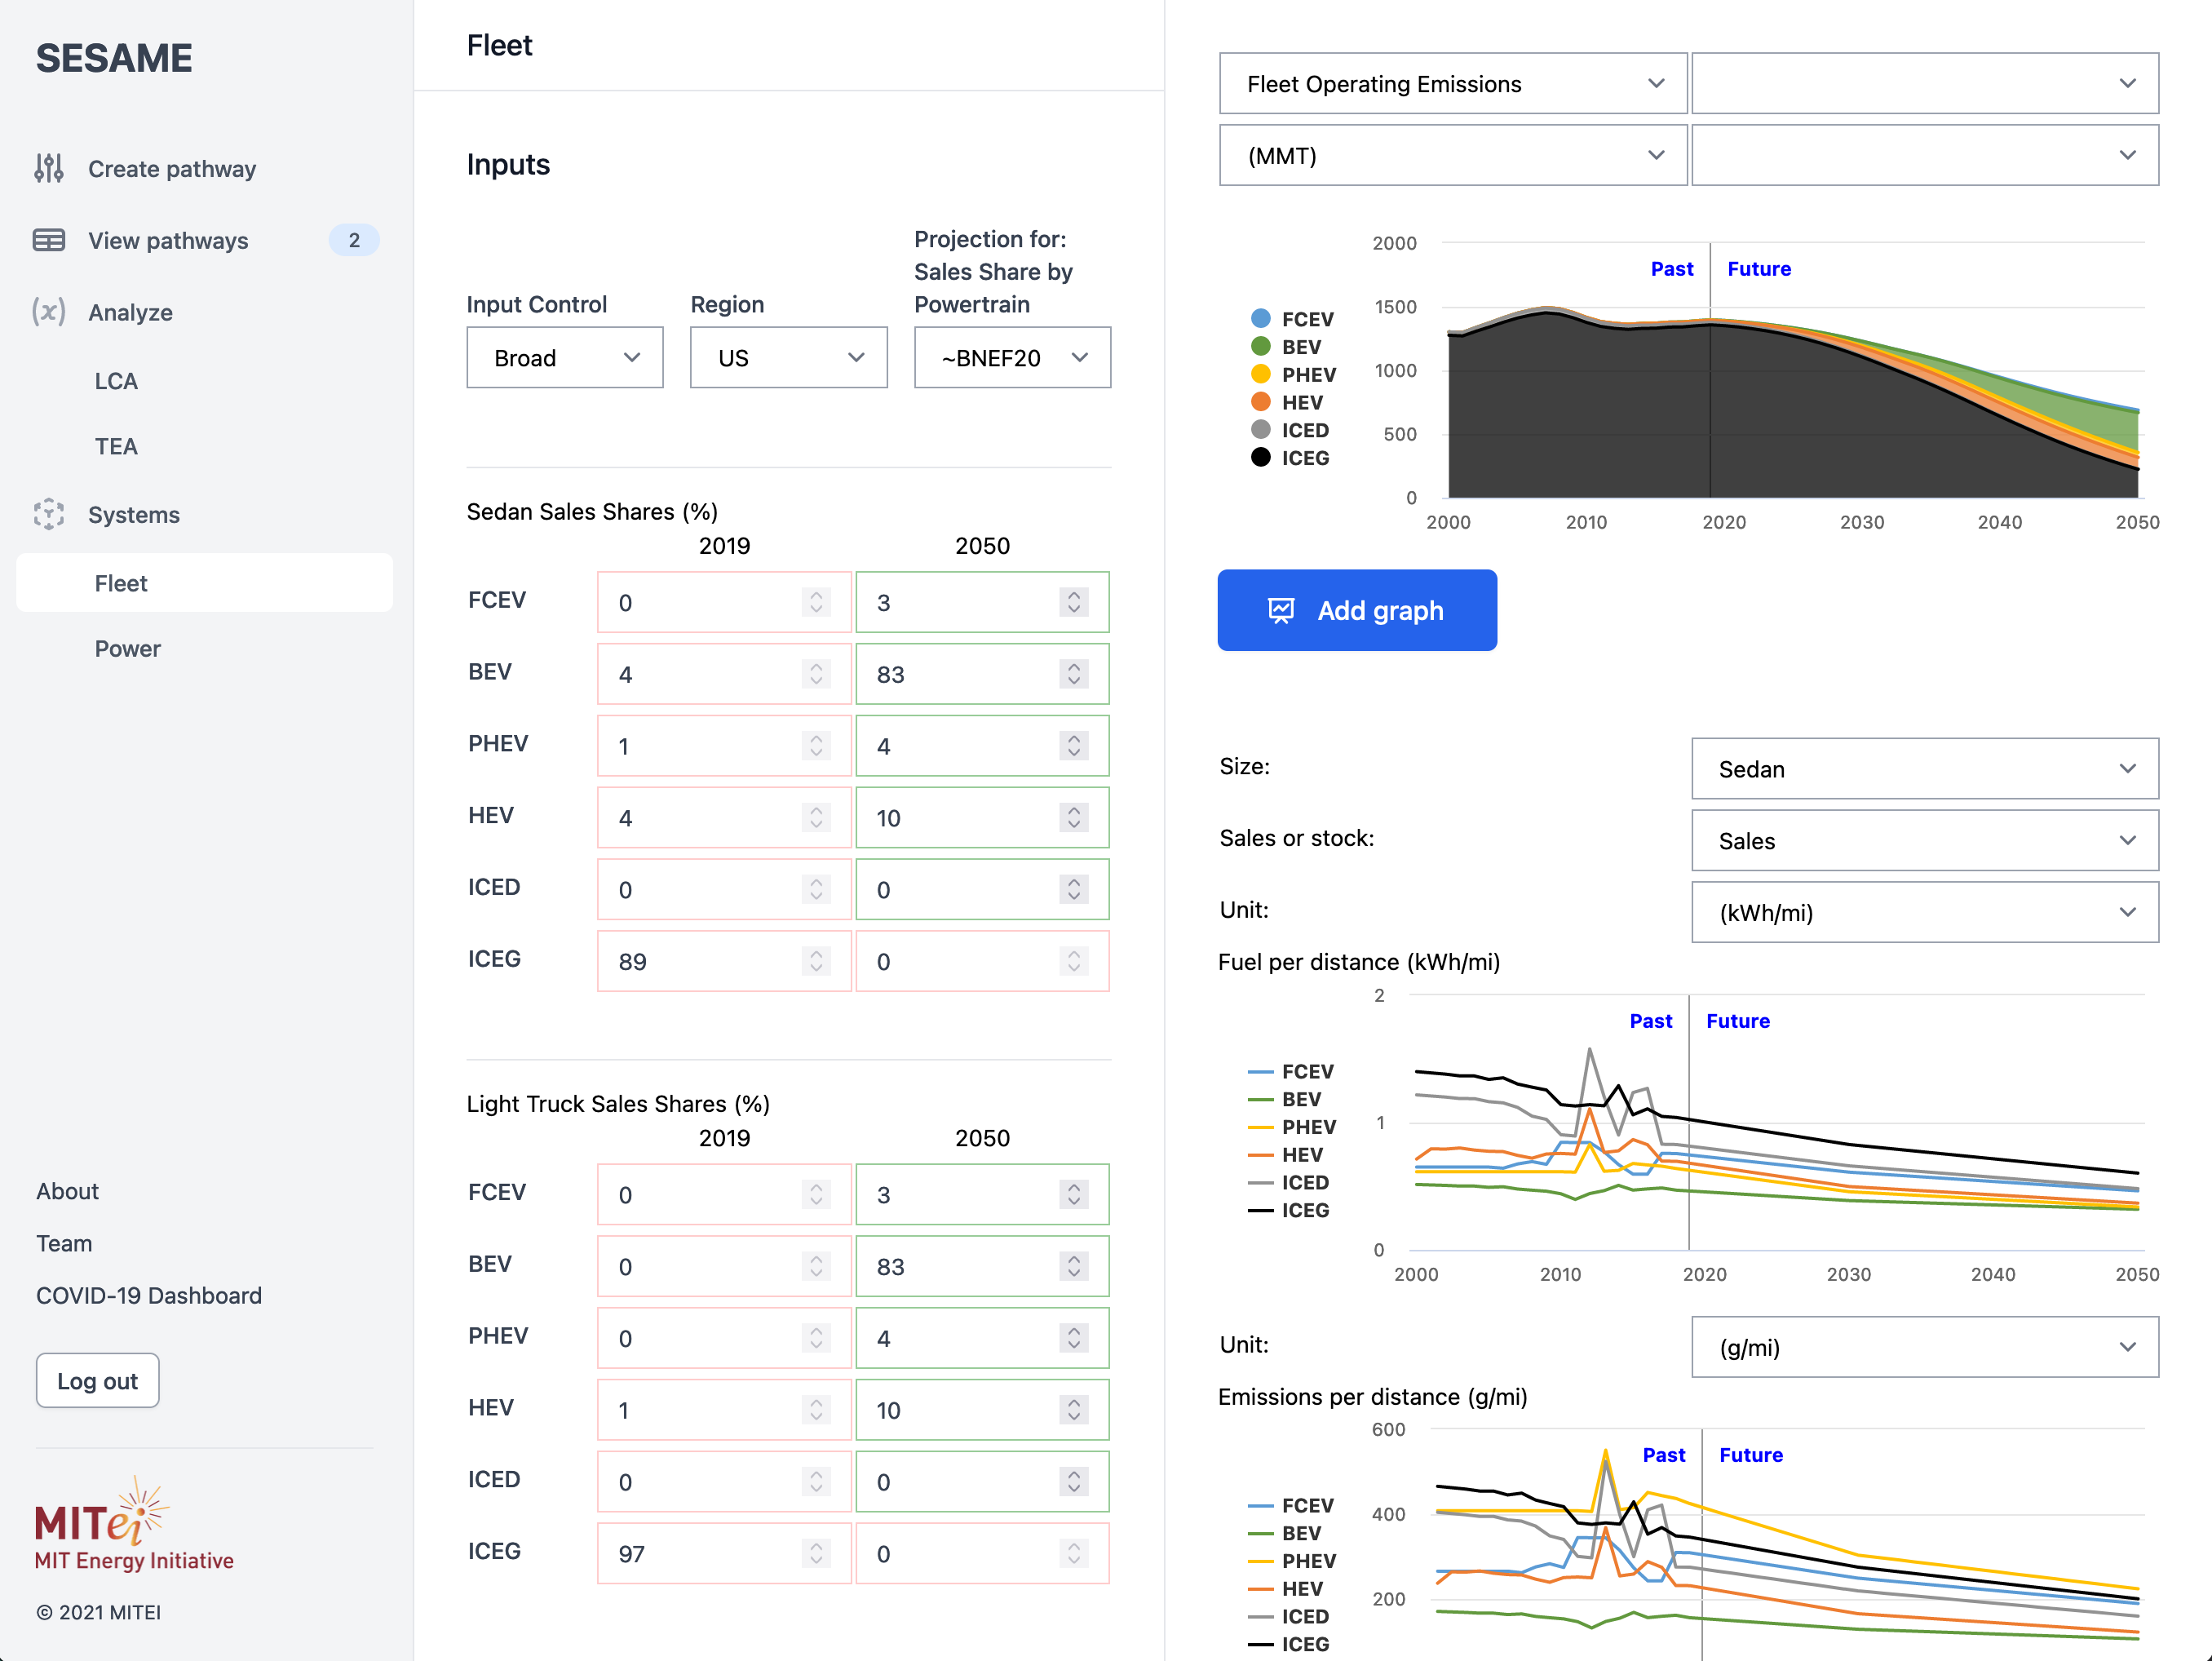 SESAME
Create pathway
View pathways 2
Analyze
LCA
TEA
Systems
Fleet
Power
About
Team
COVID-19 Dashboard
Log out
MITei
MIT Energy Initiative
© 2021 MITEI
Fleet
Inputs
Input Control
Broad
Region
US
Projection for:
Sales Share by
Powertrain
~BNEF20
Sedan Sales Shares (%)
2019 2050
FCEV 0 3
BEV 4 83
PHEV 1 4
HEV 4 10
ICED 0 0
ICEG 89 0
Light Truck Sales Shares (%)
2019 2050
FCEV 0 3
BEV 0 83
PHEV 0 4
HEV 1 10
ICED 0 0
ICEG 97 0
Fleet Operating Emissions
(MMT)
2000
1500
1000
500
0
Past Future
FCEV
BEV
PHEV
HEV
ICED
ICEG
2000 2010 2020 2030 2040 2050
Add graph
Size: Sedan
Sales or stock: Sales
Unit: (kWh/mi)
Fuel per distance (kWh/mi)
2
1
0
Past Future
FCEV
BEV
PHEV
HEV
ICED
ICEG
2000 2010 2020 2030 2040 2050
Unit: (g/mi)
Emissions per distance (g/mi)
600
400
200
Past Future
FCEV
BEV
PHEV
HEV
ICED
ICEG